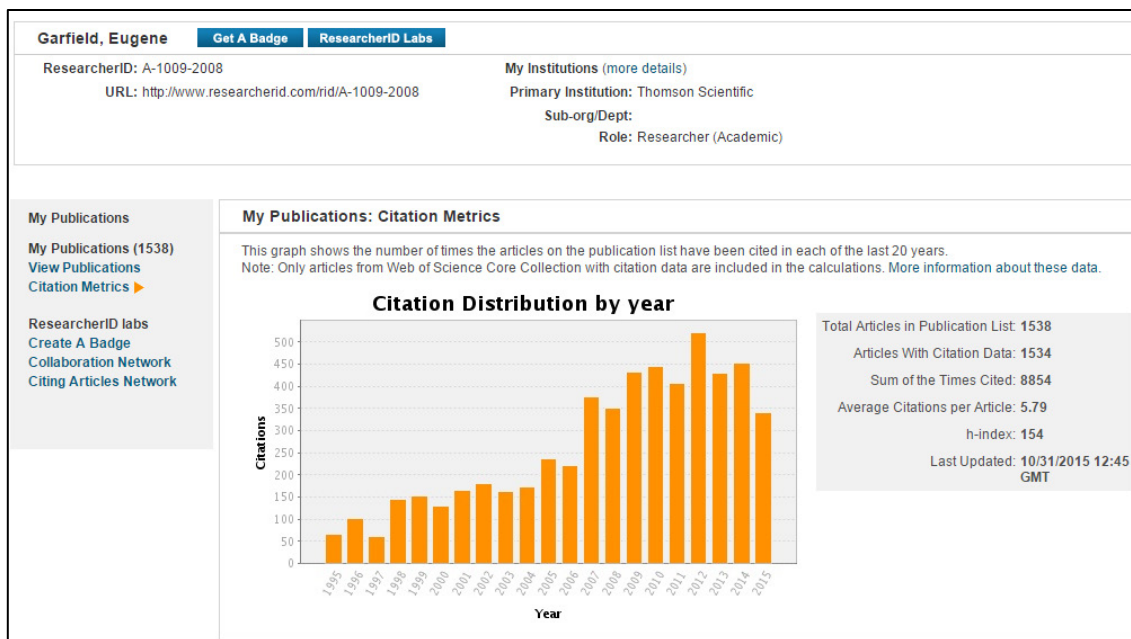 Garfield, Eugene Get A Badge ResearcherID Labs
ResearcherID: A-1009-2008
URL: http://www.researcherid.com/rid/A-1009-2008
My Institutions (more details)
Primary Institution: Thomson Scientific
Sub-org/Dept:
Role: Researcher (Academic)
My Publications
My Publications (1538)
View Publications
Citation Metrics
ResearcherID labs
Create A Badge
Collaboration Network
Citing Articles Network
My Publications: Citation Metrics
This graph shows the number of times the articles on the publication list have been cited in each of the last 20 years.
Note: Only articles from Web of Science Core Collection with citation data are included in the calculations. More information about these data.
Citation Distribution by year
Citations
500
450
400
350
300
250
200
150
100
50
0
1995
1996
1997
1998
1999
2000
2001
2002
2003
2004
2005
2006
2007
2008
2009
2010
2011
2012
2013
2014
2015
Year
Total Articles in Publication List: 1538
Articles With Citation Data: 1534
Sum of the Times Cited: 8854
Average Citations per Article: 5.79
h-index: 154
Last Updated: 10/31/2015 12:45
GMT